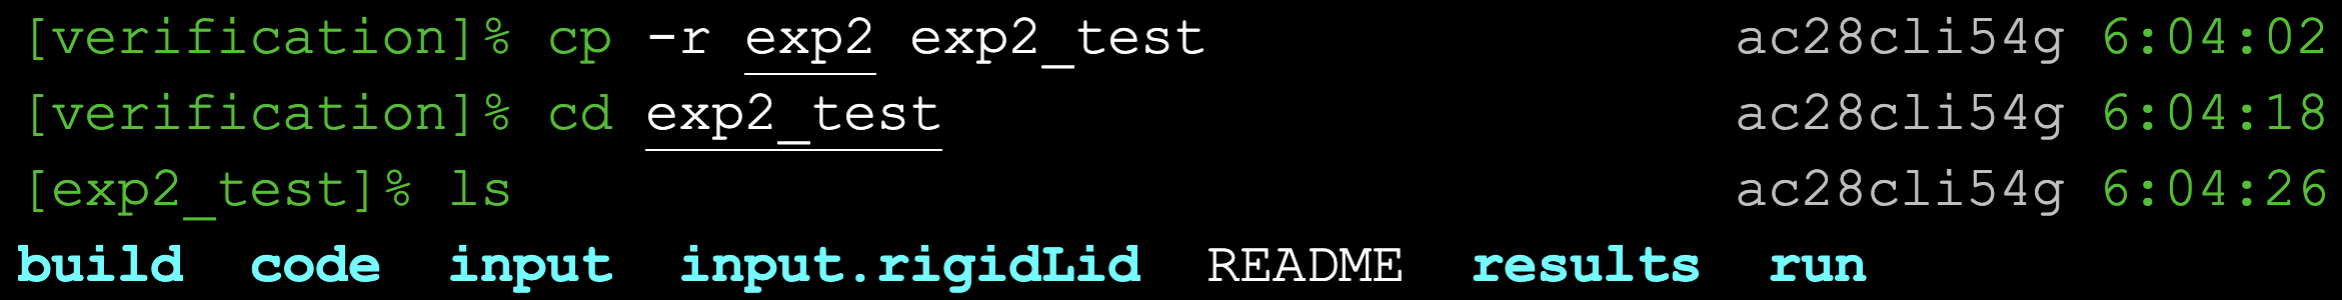 [verification]% cp -r exp2 exp2_test ac28cli54g 6:04:02
[verification]% cd exp2_test ac28cli54g 6:04:18
[exp2_test]% ls ac28cli54g 6:04:26
build code input input.rigidLid README results run